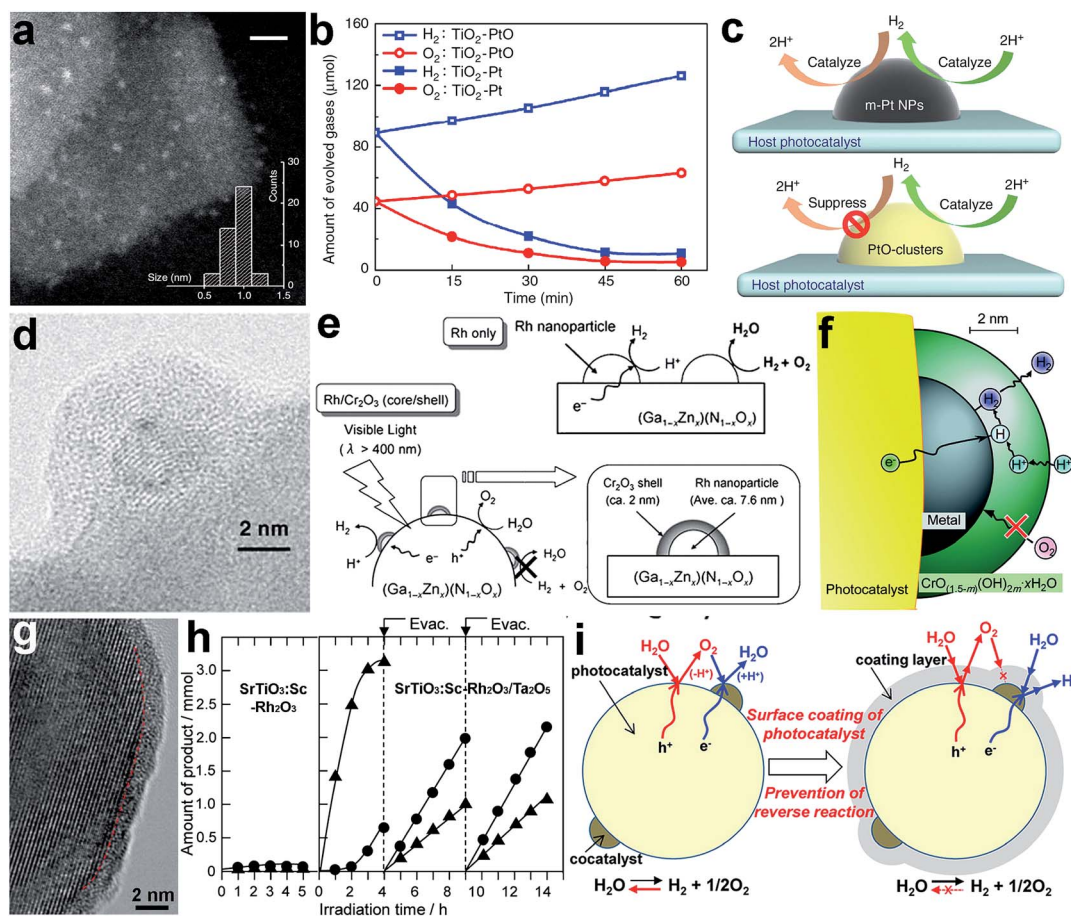 a
30
20
10
0
Counts
Size (nm)
0.5
1.0
1.5
b
H₂ : TiO₂-PtO
O₂ : TiO₂-PtO
H₂ : TiO₂-Pt
O₂ : TiO₂-Pt
Amount of evolved gases (μmol)
160
120
80
40
0
0 15 30 45 60
Time (min)
c
H₂
2H⁺
Catalyze
Catalyze
2H⁺
m-Pt NPs
Host photocatalyst
H₂
2H⁺
Suppress
Catalyze
2H⁺
PtO-clusters
Host photocatalyst
d
2 nm
e
Rh only
Rh nanoparticle
H₂
H⁺
e⁻
H₂O
H₂ + O₂
(Ga₁₋ₓZnₓ)(N₁₋ₓOₓ)
Rh/Cr₂O₃ (core/shell)
Visible Light
( λ > 400 nm)
O₂
H₂O
H₂
H⁺
e⁻
h⁺
H₂O
H₂ + O₂
(Ga₁₋ₓZnₓ)(N₁₋ₓOₓ)
Cr₂O₃ shell
(ca. 2 nm)
Rh nanoparticle
(Ave. ca. 7.6 nm )
(Ga₁₋ₓZnₓ)(N₁₋ₓOₓ)
f
2 nm
H₂
H₂
H
H⁺
H⁺
e⁻
Metal
O₂
Photocatalyst
CrO(1.5-m)(OH)2m·xH₂O
g
2 nm
h
Evac.
Evac.
SrTiO₃:Sc
-Rh₂O₃
SrTiO₃:Sc-Rh₂O₃/Ta₂O₅
Amount of product / mmol
3.0
2.5
2.0
1.5
1.0
0.5
0
0 1 2 3 4 5
0 2 4 6 8 10 12 14
Irradiation time / h
i
photocatalyst
H₂O
O₂
H₂O
(-H⁺)
(+H⁺)
h⁺
e⁻
cocatalyst
H₂O
H₂ + 1/2O₂
Surface coating of
photocatalyst
Prevention of
reverse reaction
coating layer
H₂O
O₂
H₂O
H
h⁺
e⁻
H₂O
x
H₂ + 1/2O₂